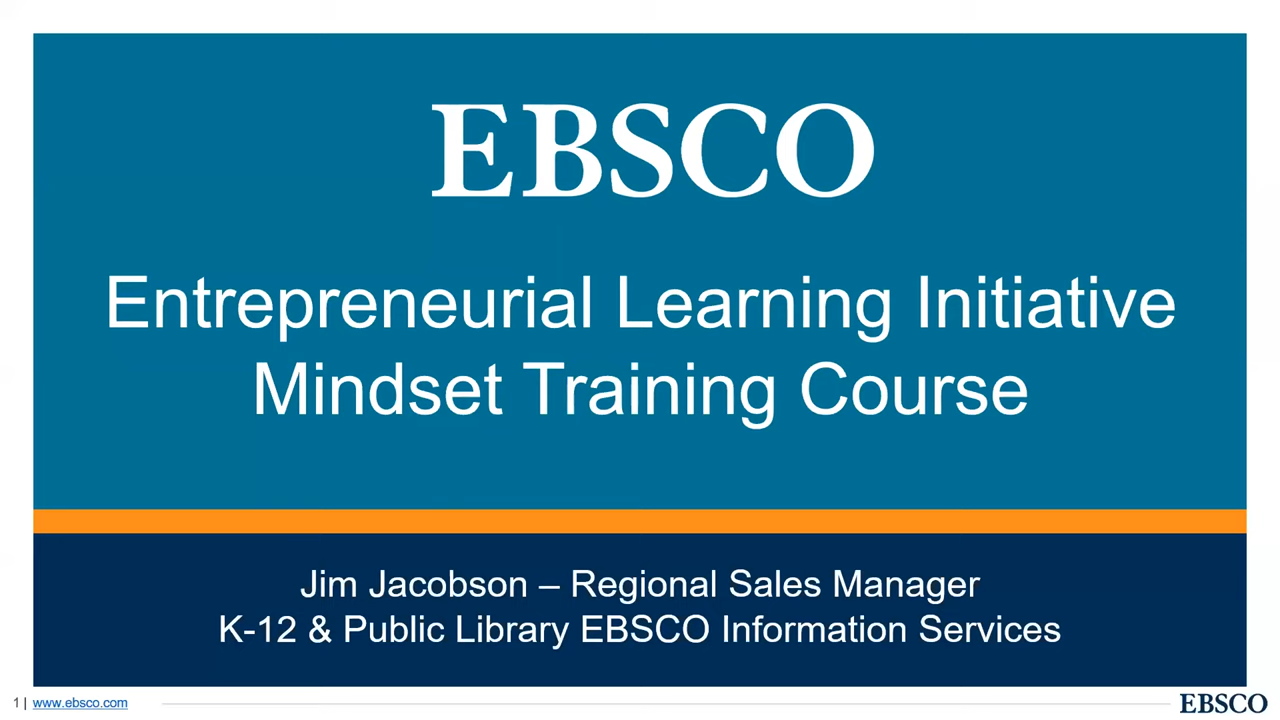 EBSCO
Entrepreneurial Learning Initiative
Mindset Training Course
Jim Jacobson – Regional Sales Manager
K-12 & Public Library EBSCO Information Services
1 | www.ebsco.com
EBSCO